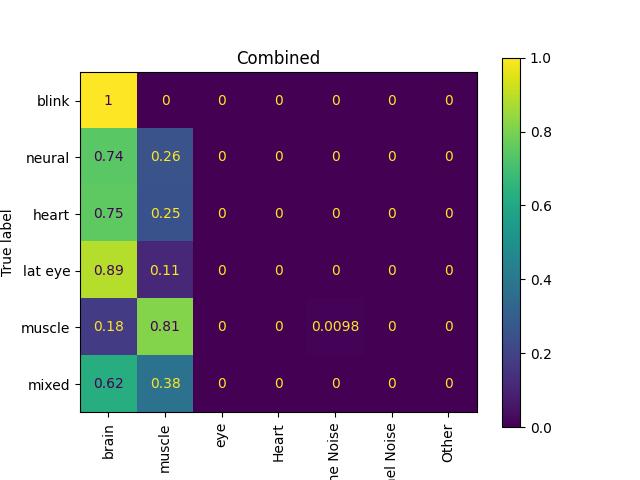 Combined
True label
blink 1 0 0 0 0 0 0
neural 0.74 0.26 0 0 0 0 0
heart 0.75 0.25 0 0 0 0 0
lat eye 0.89 0.11 0 0 0 0 0
muscle 0.18 0.81 0 0 0.0098 0 0
mixed 0.62 0.38 0 0 0 0 0
brain muscle eye Heart ne Noise el Noise Other
1.0
0.8
0.6
0.4
0.2
0.0